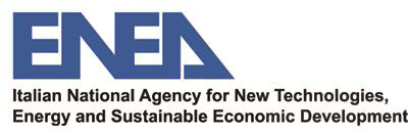 ENEA
Italian National Agency for New Technologies,
Energy and Sustainable Economic Development